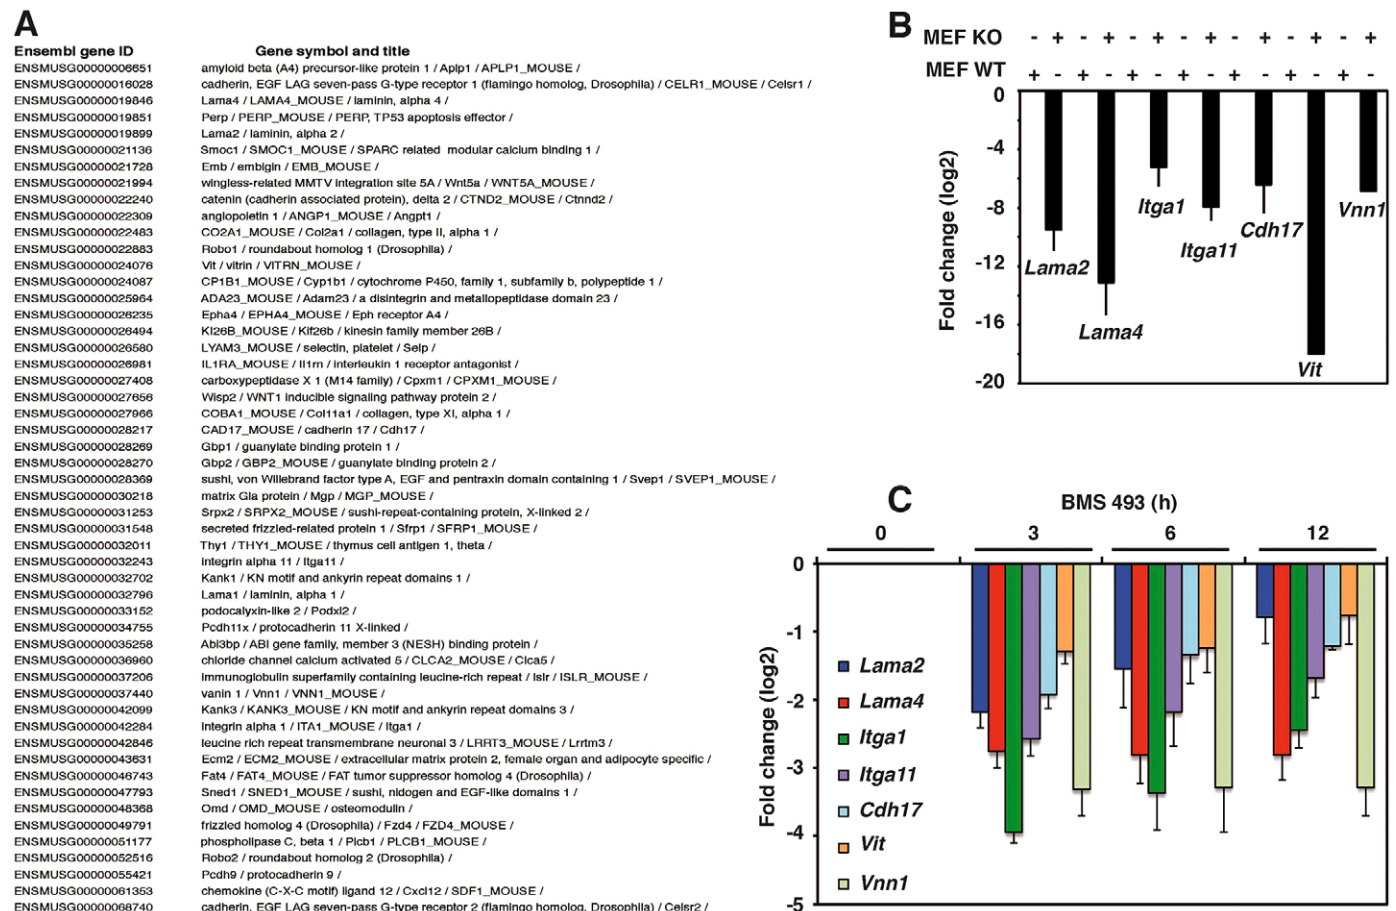 A
Ensembl gene ID Gene symbol and title
ENSMUSG00000006651 amyloid beta (A4) precursor-like protein 1 / Aplp1 / APLP1_MOUSE /
ENSMUSG00000016028 cadherin, EGF LAG seven-pass G-type receptor 1 (flamingo homolog, Drosophila) / CELR1_MOUSE / Celsr1 /
ENSMUSG00000019846 Lama4 / LAMA4_MOUSE / laminin, alpha 4 /
ENSMUSG00000019851 Perp / PERP_MOUSE / PERP, TP53 apoptosis effector /
ENSMUSG00000019899 Lama2 / laminin, alpha 2 /
ENSMUSG00000021136 Smoc1 / SMOC1_MOUSE / SPARC related modular calcium binding 1 /
ENSMUSG00000021728 Emb / embigin / EMB_MOUSE /
ENSMUSG00000021994 wingless-related MMTV integration site 5A / Wnt5a / WNT5A_MOUSE /
ENSMUSG00000022240 catenin (cadherin associated protein), delta 2 / CTND2_MOUSE / Ctnnd2 /
ENSMUSG00000022309 angiopoietin 1 / ANGP1_MOUSE / Angpt1 /
ENSMUSG00000022483 CO2A1_MOUSE / Col2a1 / collagen, type II, alpha 1 /
ENSMUSG00000022883 Robo1 / roundabout homolog 1 (Drosophila) /
ENSMUSG00000024076 Vit / vitrin / VITRN_MOUSE /
ENSMUSG00000024087 CP1B1_MOUSE / Cyp1b1 / cytochrome P450, family 1, subfamily b, polypeptide 1 /
ENSMUSG00000025964 ADA23_MOUSE / Adam23 / a disintegrin and metallopeptidase domain 23 /
ENSMUSG00000026235 Epha4 / EPHA4_MOUSE / Eph receptor A4 /
ENSMUSG00000026494 KI26B_MOUSE / Kif26b / kinesin family member 26B /
ENSMUSG00000026580 LYAM3_MOUSE / selectin, platelet / Selp /
ENSMUSG00000026981 IL1RA_MOUSE / Il1rn / interleukin 1 receptor antagonist /
ENSMUSG00000027408 carboxypeptidase X 1 (M14 family) / Cpxm1 / CPXM1_MOUSE /
ENSMUSG00000027656 Wisp2 / WNT1 inducible signaling pathway protein 2 /
ENSMUSG00000027966 COBA1_MOUSE / Col11a1 / collagen, type XI, alpha 1 /
ENSMUSG00000028217 CAD17_MOUSE / cadherin 17 / Cdh17 /
ENSMUSG00000028269 Gbp1 / guanylate binding protein 1 /
ENSMUSG00000028270 Gbp2 / GBP2_MOUSE / guanylate binding protein 2 /
ENSMUSG00000028369 sushi, von Willebrand factor type A, EGF and pentraxin domain containing 1 / Svep1 / SVEP1_MOUSE /
ENSMUSG00000030218 matrix Gla protein / Mgp / MGP_MOUSE /
ENSMUSG00000031253 Srpx2 / SRPX2_MOUSE / sushi-repeat-containing protein, X-linked 2 /
ENSMUSG00000031548 secreted frizzled-related protein 1 / Sfrp1 / SFRP1_MOUSE /
ENSMUSG00000032011 Thy1 / THY1_MOUSE / thymus cell antigen 1, theta /
ENSMUSG00000032243 integrin alpha 11 / Itga11 /
ENSMUSG00000032702 Kank1 / KN motif and ankyrin repeat domains 1 /
ENSMUSG00000032796 Lama1 / laminin, alpha 1 /
ENSMUSG00000033152 podocalyxin-like 2 / Podxl2 /
ENSMUSG00000034755 Pcdh11x / protocadherin 11 X-linked /
ENSMUSG00000035258 Abi3bp / ABI gene family, member 3 (NESH) binding protein /
ENSMUSG00000036960 chloride channel calcium activated 5 / CLCA2_MOUSE / Clca5 /
ENSMUSG00000037206 immunoglobulin superfamily containing leucine-rich repeat / Islr / ISLR_MOUSE /
ENSMUSG00000037440 vanin 1 / Vnn1 / VNN1_MOUSE /
ENSMUSG00000042099 Kank3 / KANK3_MOUSE / KN motif and ankyrin repeat domains 3 /
ENSMUSG00000042284 integrin alpha 1 / ITA1_MOUSE / Itga1 /
ENSMUSG00000042846 leucine rich repeat transmembrane neuronal 3 / LRRT3_MOUSE / Lrrtm3 /
ENSMUSG00000043631 Ecm2 / ECM2_MOUSE / extracellular matrix protein 2, female organ and adipocyte specific /
ENSMUSG00000046743 Fat4 / FAT4_MOUSE / FAT tumor suppressor homolog 4 (Drosophila) /
ENSMUSG00000047793 Sned1 / SNED1_MOUSE / sushi, nidogen and EGF-like domains 1 /
ENSMUSG00000048368 Omd / OMD_MOUSE / osteomodulin /
ENSMUSG00000049791 frizzled homolog 4 (Drosophila) / Fzd4 / FZD4_MOUSE /
ENSMUSG00000051177 phospholipase C, beta 1 / Plcb1 / PLCB1_MOUSE /
ENSMUSG00000052516 Robo2 / roundabout homolog 2 (Drosophila) /
ENSMUSG00000055421 Pcdh9 / protocadherin 9 /
ENSMUSG00000061353 chemokine (C-X-C motif) ligand 12 / Cxcl12 / SDF1_MOUSE /
ENSMUSG00000068740 cadherin, EGF LAG seven-pass G-type receptor 2 (flamingo homolog, Drosophila) / Celsr2 /
B
MEF KO - + - + - + - + - + - + - +
MEF WT + - + - + - + - + - + - + -
Fold change (log2)
0
-4
-8
-12
-16
-20
Lama2
Lama4
Itga1
Itga11
Cdh17
Vit
Vnn1
C
BMS 493 (h)
0 3 6 12
Fold change (log2)
0
-1
-2
-3
-4
-5
Lama2
Lama4
Itga1
Itga11
Cdh17
Vit
Vnn1